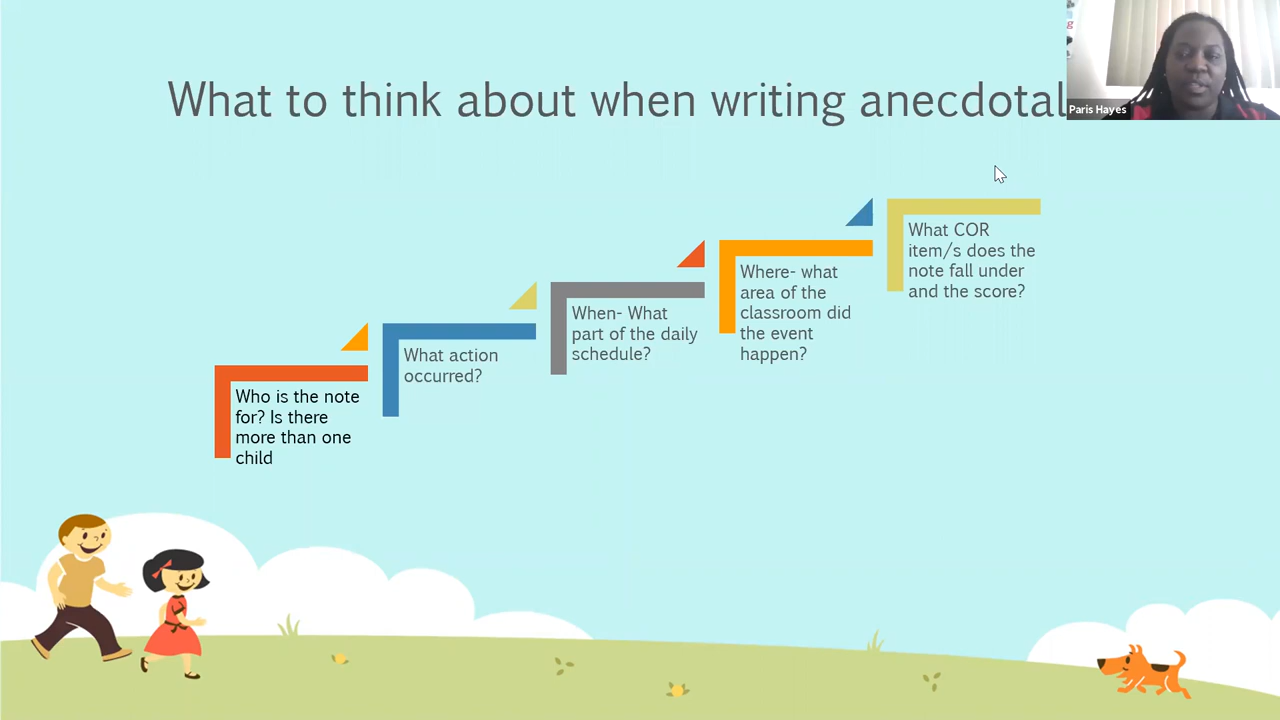 What to think about when writing anecdotal
Paris Hayes
Who is the note
for? Is there
more than one
child
What action
occurred?
When- What
part of the daily
schedule?
Where- what
area of the
classroom did
the event
happen?
What COR
item/s does the
note fall under
and the score?